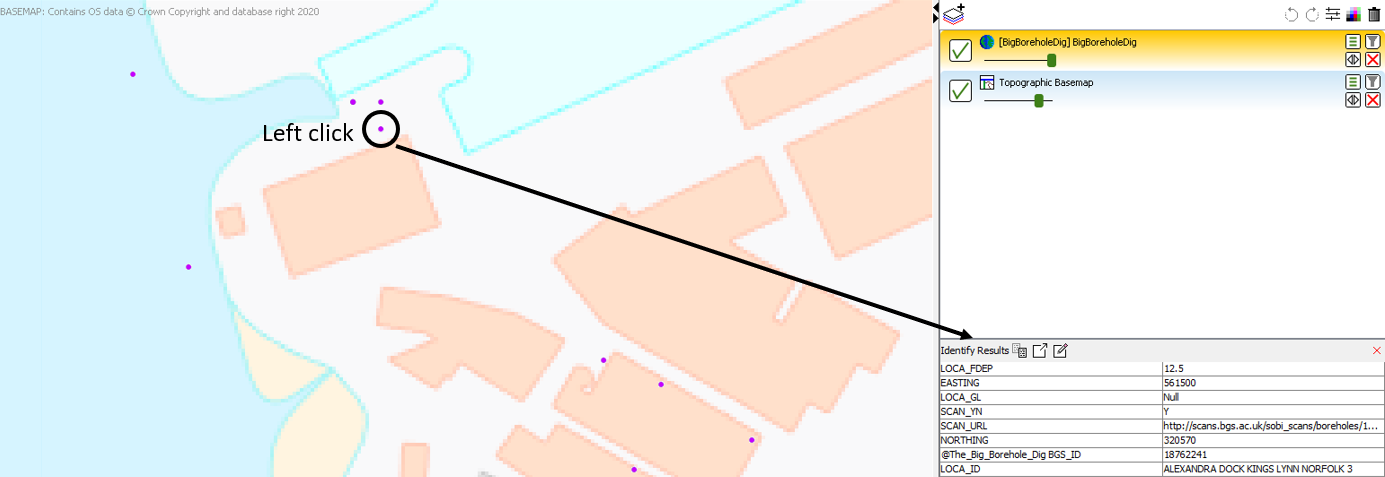 BASEMAP: Contains OS data © Crown Copyright and database right 2020
Left click
[BigBoreholeDig] BigBoreholeDig
Topographic Basemap
Identify Results
LOCA_FDEP 12.5
EASTING 561500
LOCA_GL Null
SCAN_YN Y
SCAN_URL http://scans.bgs.ac.uk/sobi_scans/boreholes/1...
NORTHING 320570
@The_Big_Borehole_Dig BGS_ID 18762241
LOCA_ID ALEXANDRA DOCK KINGS LYNN NORFOLK 3